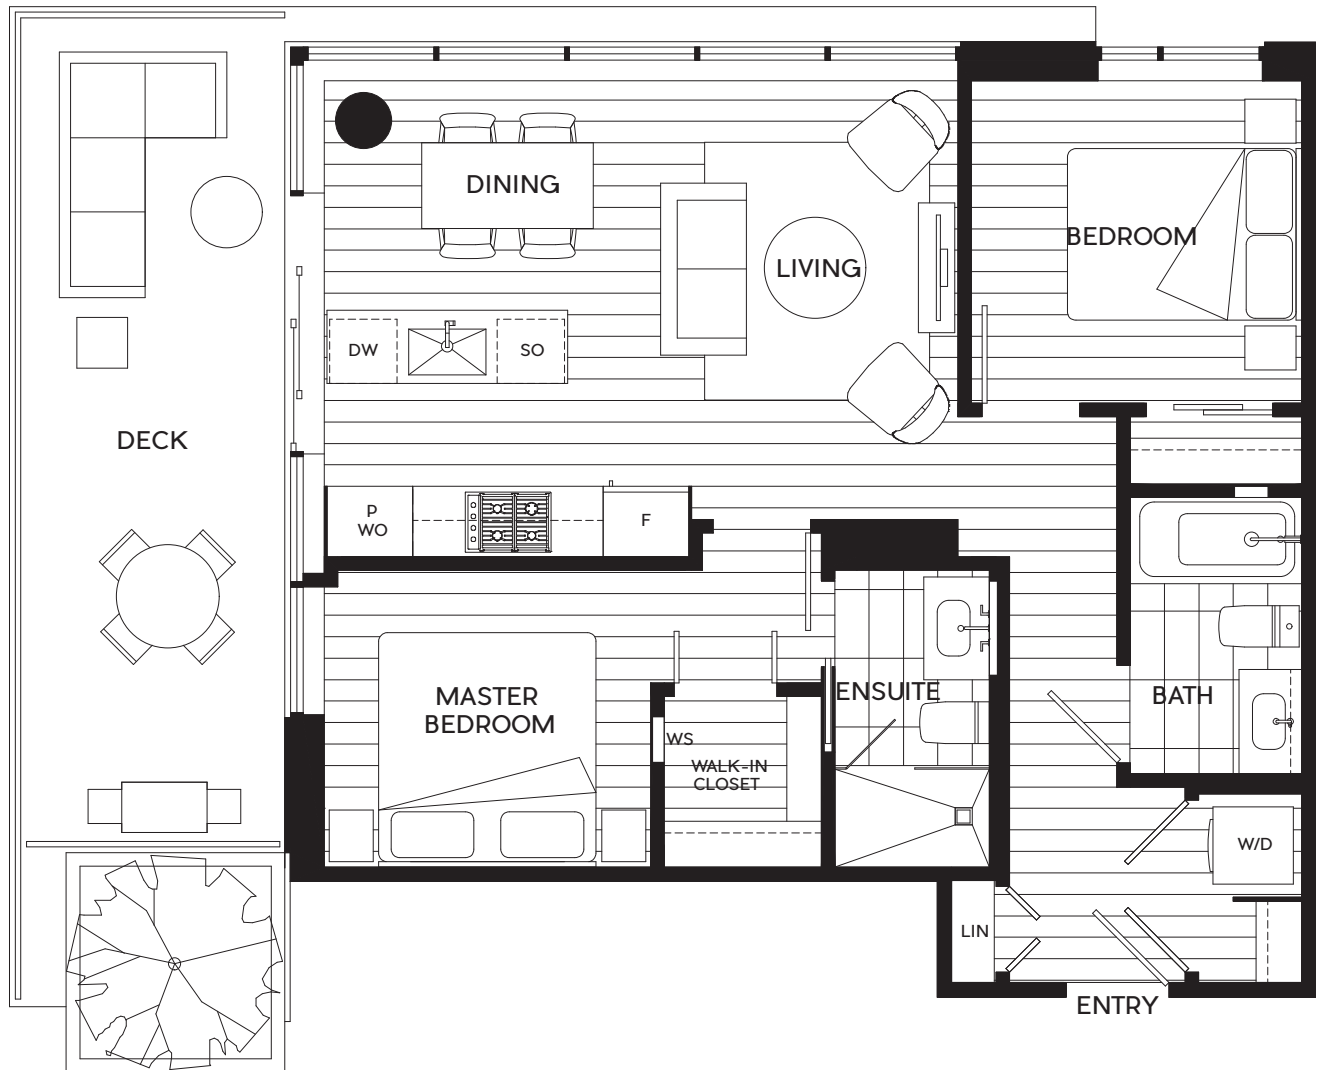 DINING
LIVING
BEDROOM
DW
SO
DECK
P
WO
F
MASTER
BEDROOM
WS
WALK-IN
CLOSET
ENSUITE
BATH
W/D
LIN
ENTRY